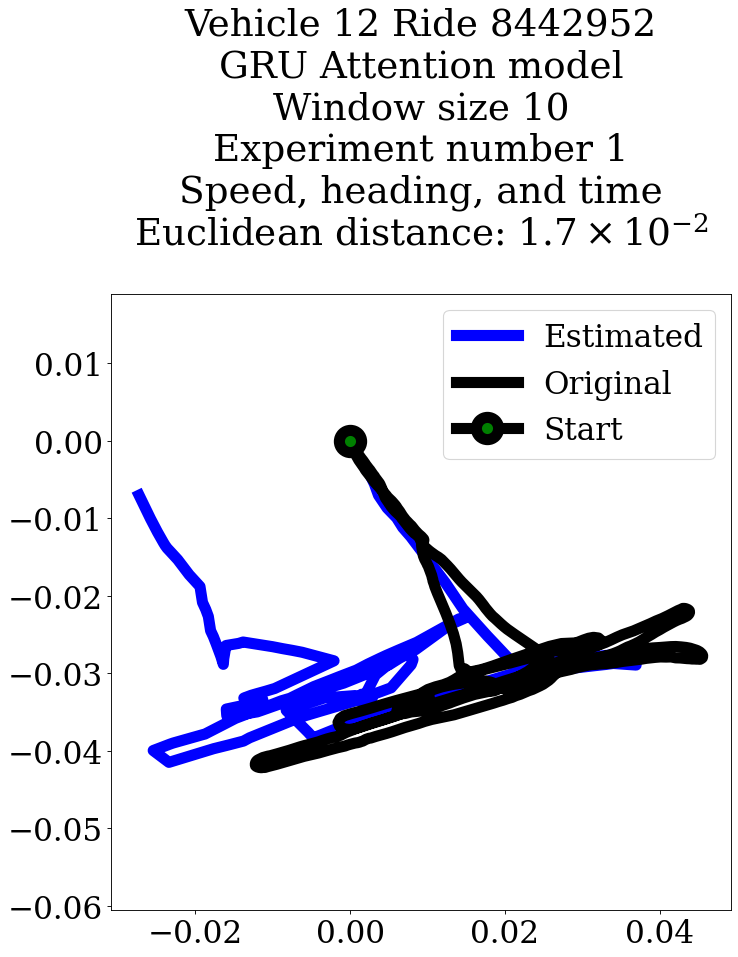 Vehicle 12 Ride 8442952
GRU Attention model
Window size 10
Experiment number 1
Speed, heading, and time
Euclidean distance: 1.7 × 10⁻²
Estimated
Original
Start
0.01
0.00
−0.01
−0.02
−0.03
−0.04
−0.05
−0.06
−0.02 0.00 0.02 0.04